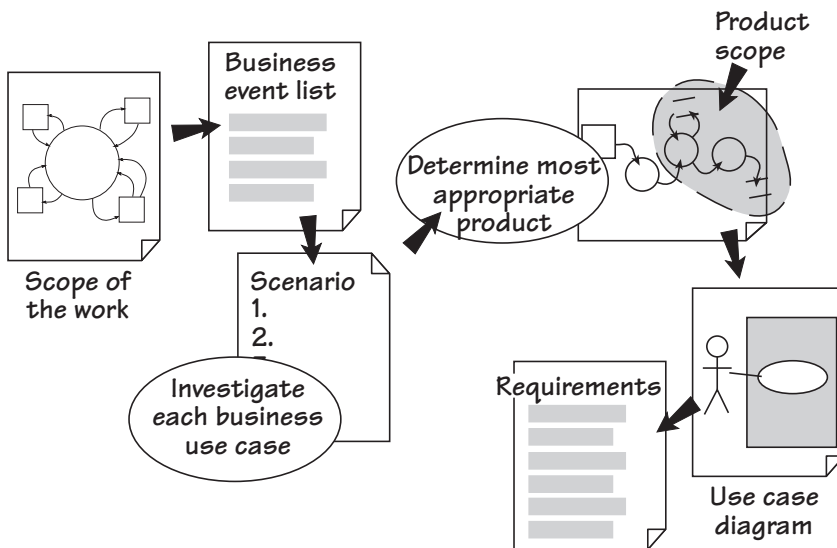 Scope of
the work
Business
event list
Scenario
1.
2.
Investigate
each business
use case
Determine most
appropriate
product
Product
scope
Use case
diagram
Requirements